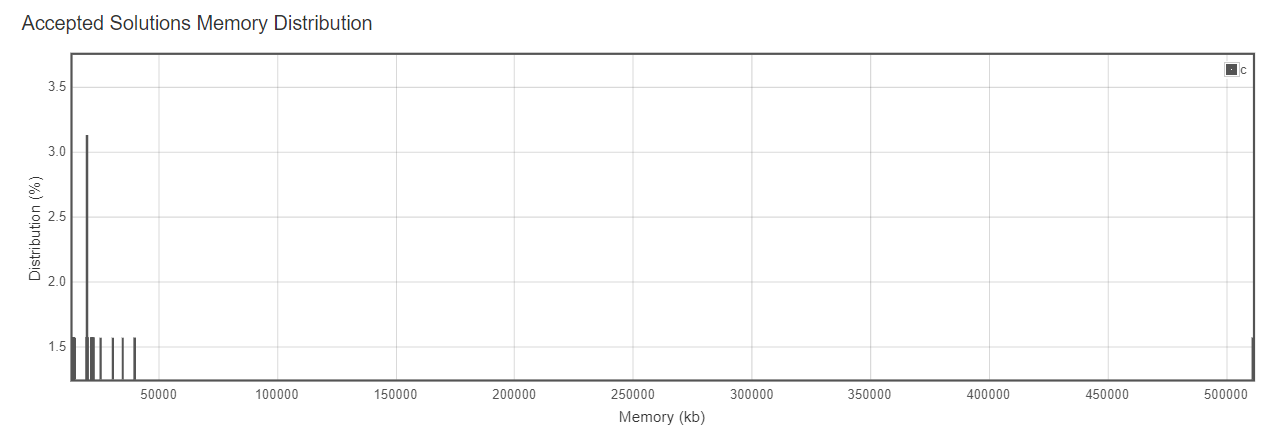 Accepted Solutions Memory Distribution
c
3.5
3.0
2.5
2.0
1.5
Distribution (%)
50000 100000 150000 200000 250000 300000 350000 400000 450000 500000
Memory (kb)